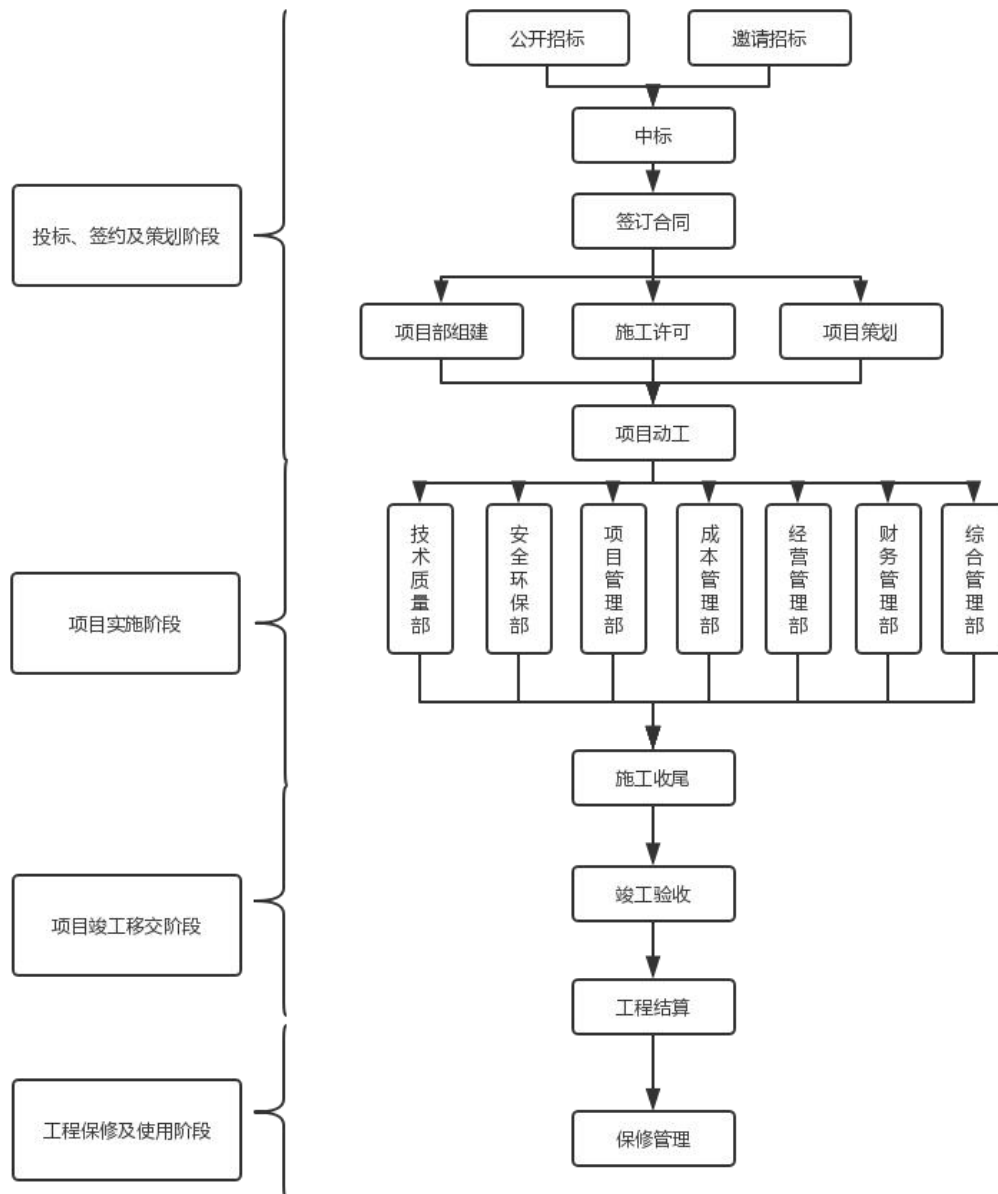 公开招标
邀请招标
中标
投标、签约及策划阶段
签订合同
项目部组建
施工许可
项目策划
项目动工
技术质量部
安全环保部
项目管理部
成本管理部
经营管理部
财务管理部
综合管理部
项目实施阶段
施工收尾
竣工验收
项目竣工移交阶段
工程结算
工程保修及使用阶段
保修管理